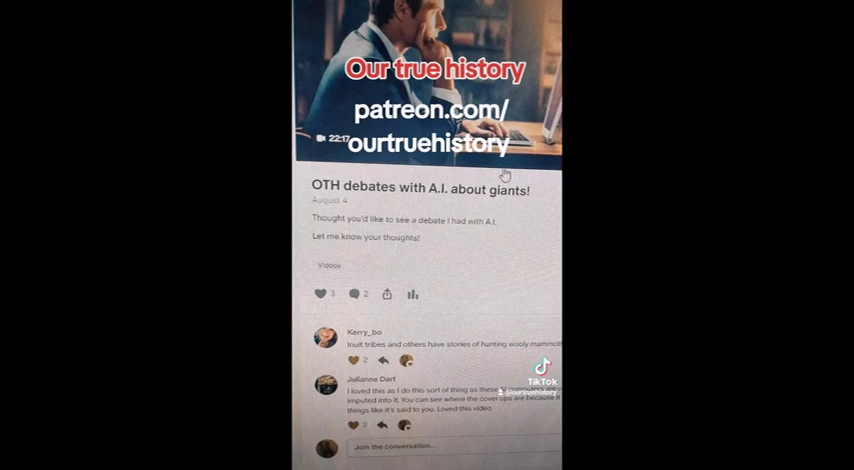 Our true history
patreon.com/
ourtruehistory
22:17
OTH debates with A.I. about giants!
August 4
Thought you'd like to see a debate I had with A.I.
Let me know your thoughts!
Videos
3 2
Kerry_bo
Inuit tribes and others have stories of hunting wooly mammoth
2
Julianne Dart
I loved this as I do this sort of thing as these
imputed into it. You can see where the cover ups are because it
things like it's said to you. Loved this video
2
Join the conversation...
TikTok
@ourtruehistory